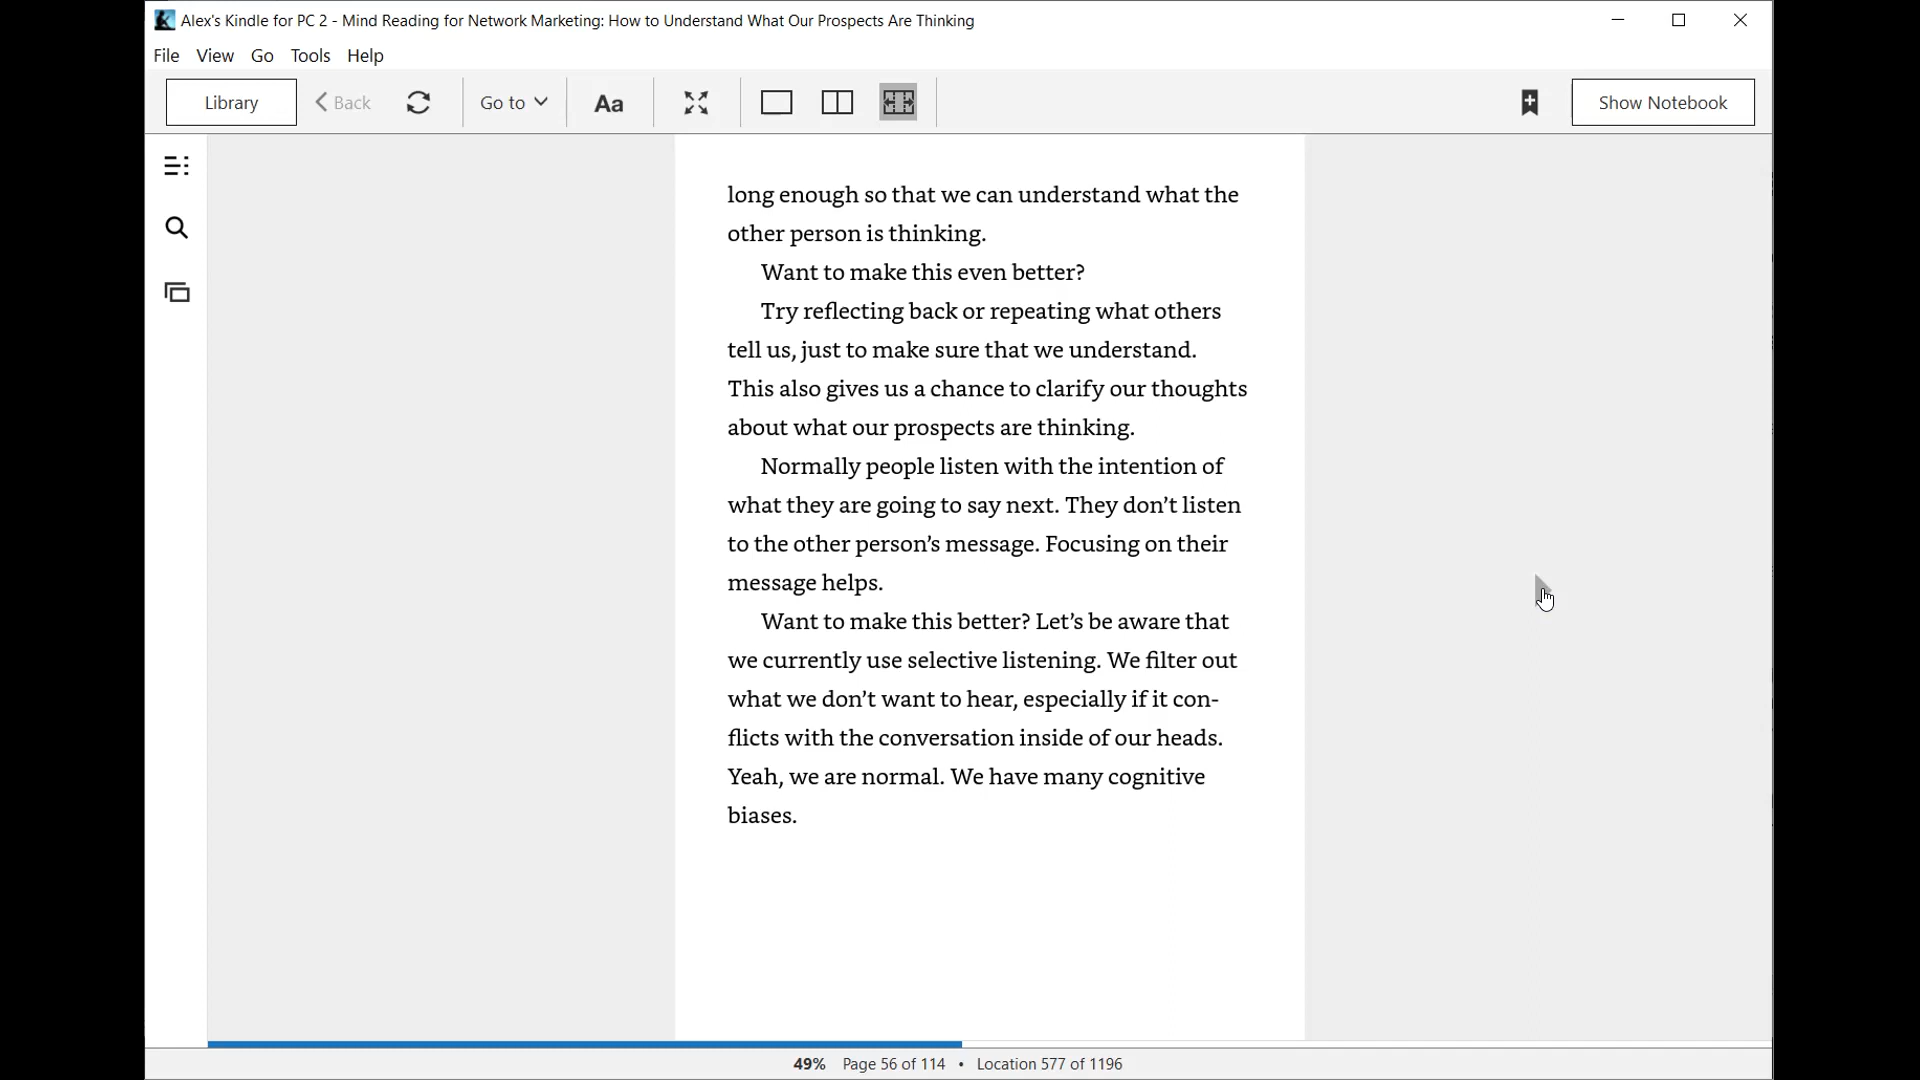 Alex's Kindle for PC 2 - Mind Reading for Network Marketing: How to Understand What Our Prospects Are Thinking
File View Go Tools Help
Library Back Go to Aa Show Notebook
long enough so that we can understand what the
other person is thinking.
Want to make this even better?
Try reflecting back or repeating what others
tell us, just to make sure that we understand.
This also gives us a chance to clarify our thoughts
about what our prospects are thinking.
Normally people listen with the intention of
what they are going to say next. They don’t listen
to the other person’s message. Focusing on their
message helps.
Want to make this better? Let’s be aware that
we currently use selective listening. We filter out
what we don’t want to hear, especially if it con-
flicts with the conversation inside of our heads.
Yeah, we are normal. We have many cognitive
biases.
49% Page 56 of 114 • Location 577 of 1196